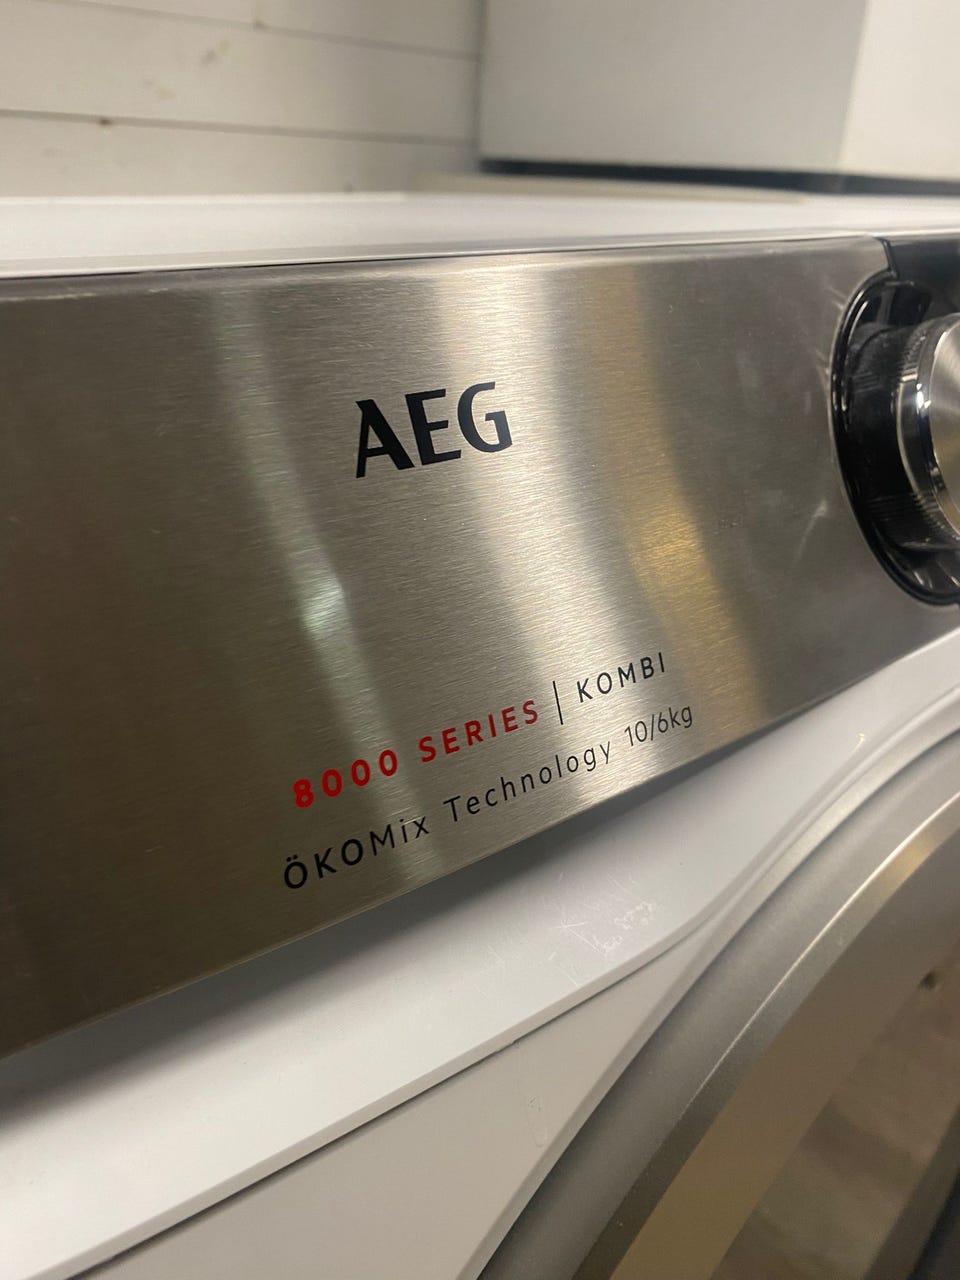 AEG
8000 SERIES | KOMBI
ÖKOMix Technology 10/6kg